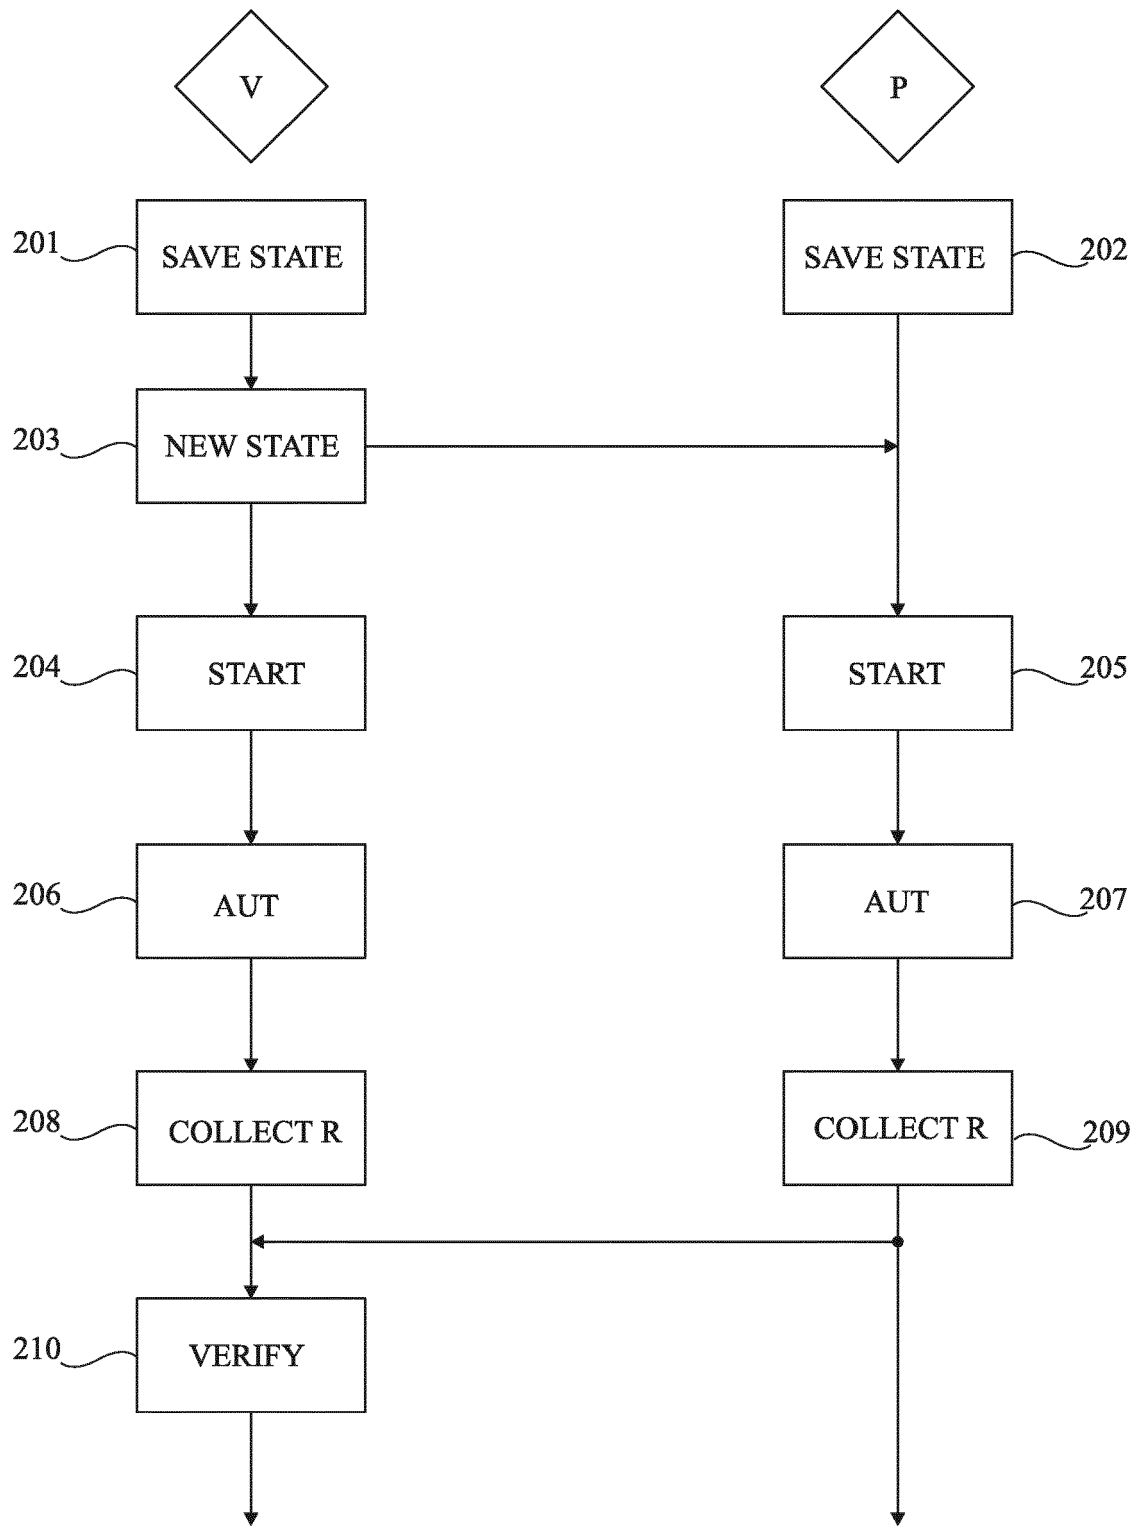 V
P
201
SAVE STATE
SAVE STATE
202
203
NEW STATE
204
START
START
205
206
AUT
AUT
207
208
COLLECT R
COLLECT R
209
210
VERIFY